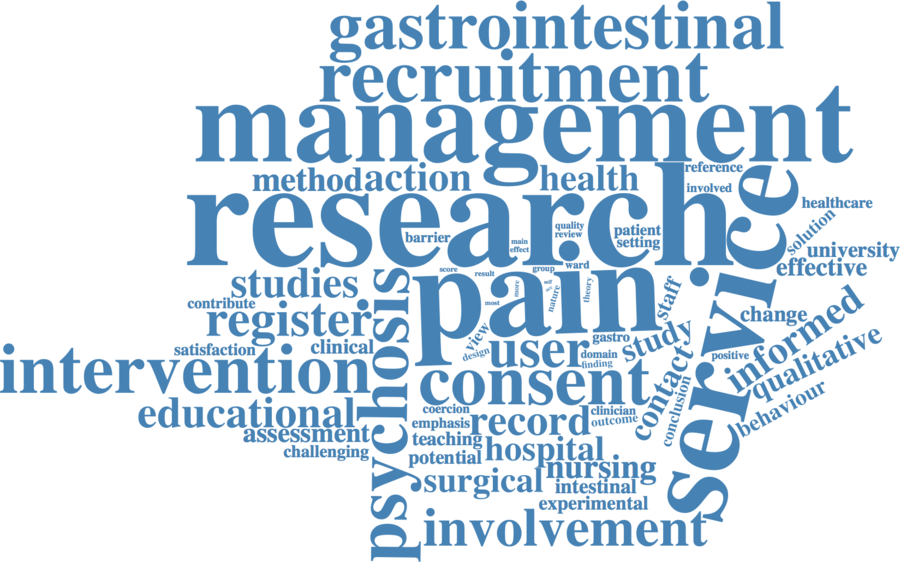 gastrointestinal
recruitment
management
reference
method
action
health
involved
research
service
healthcare
solution
university
effective
quality
review
patient
setting
barrier
main
effect
pain
score
result
group
ward
most
more
nature
theory
studies
contribute
register
satisfaction
clinical
psychosis
intervention
educational
assessment
challenging
view
design
user
gastro
domain
finding
staff
study
contact
conclusion
change
positive
informed
qualitative
behaviour
consent
coercion
emphasis
teaching
potential
record
clinician
outcome
hospital
nursing
surgical
intestinal
experimental
involvement